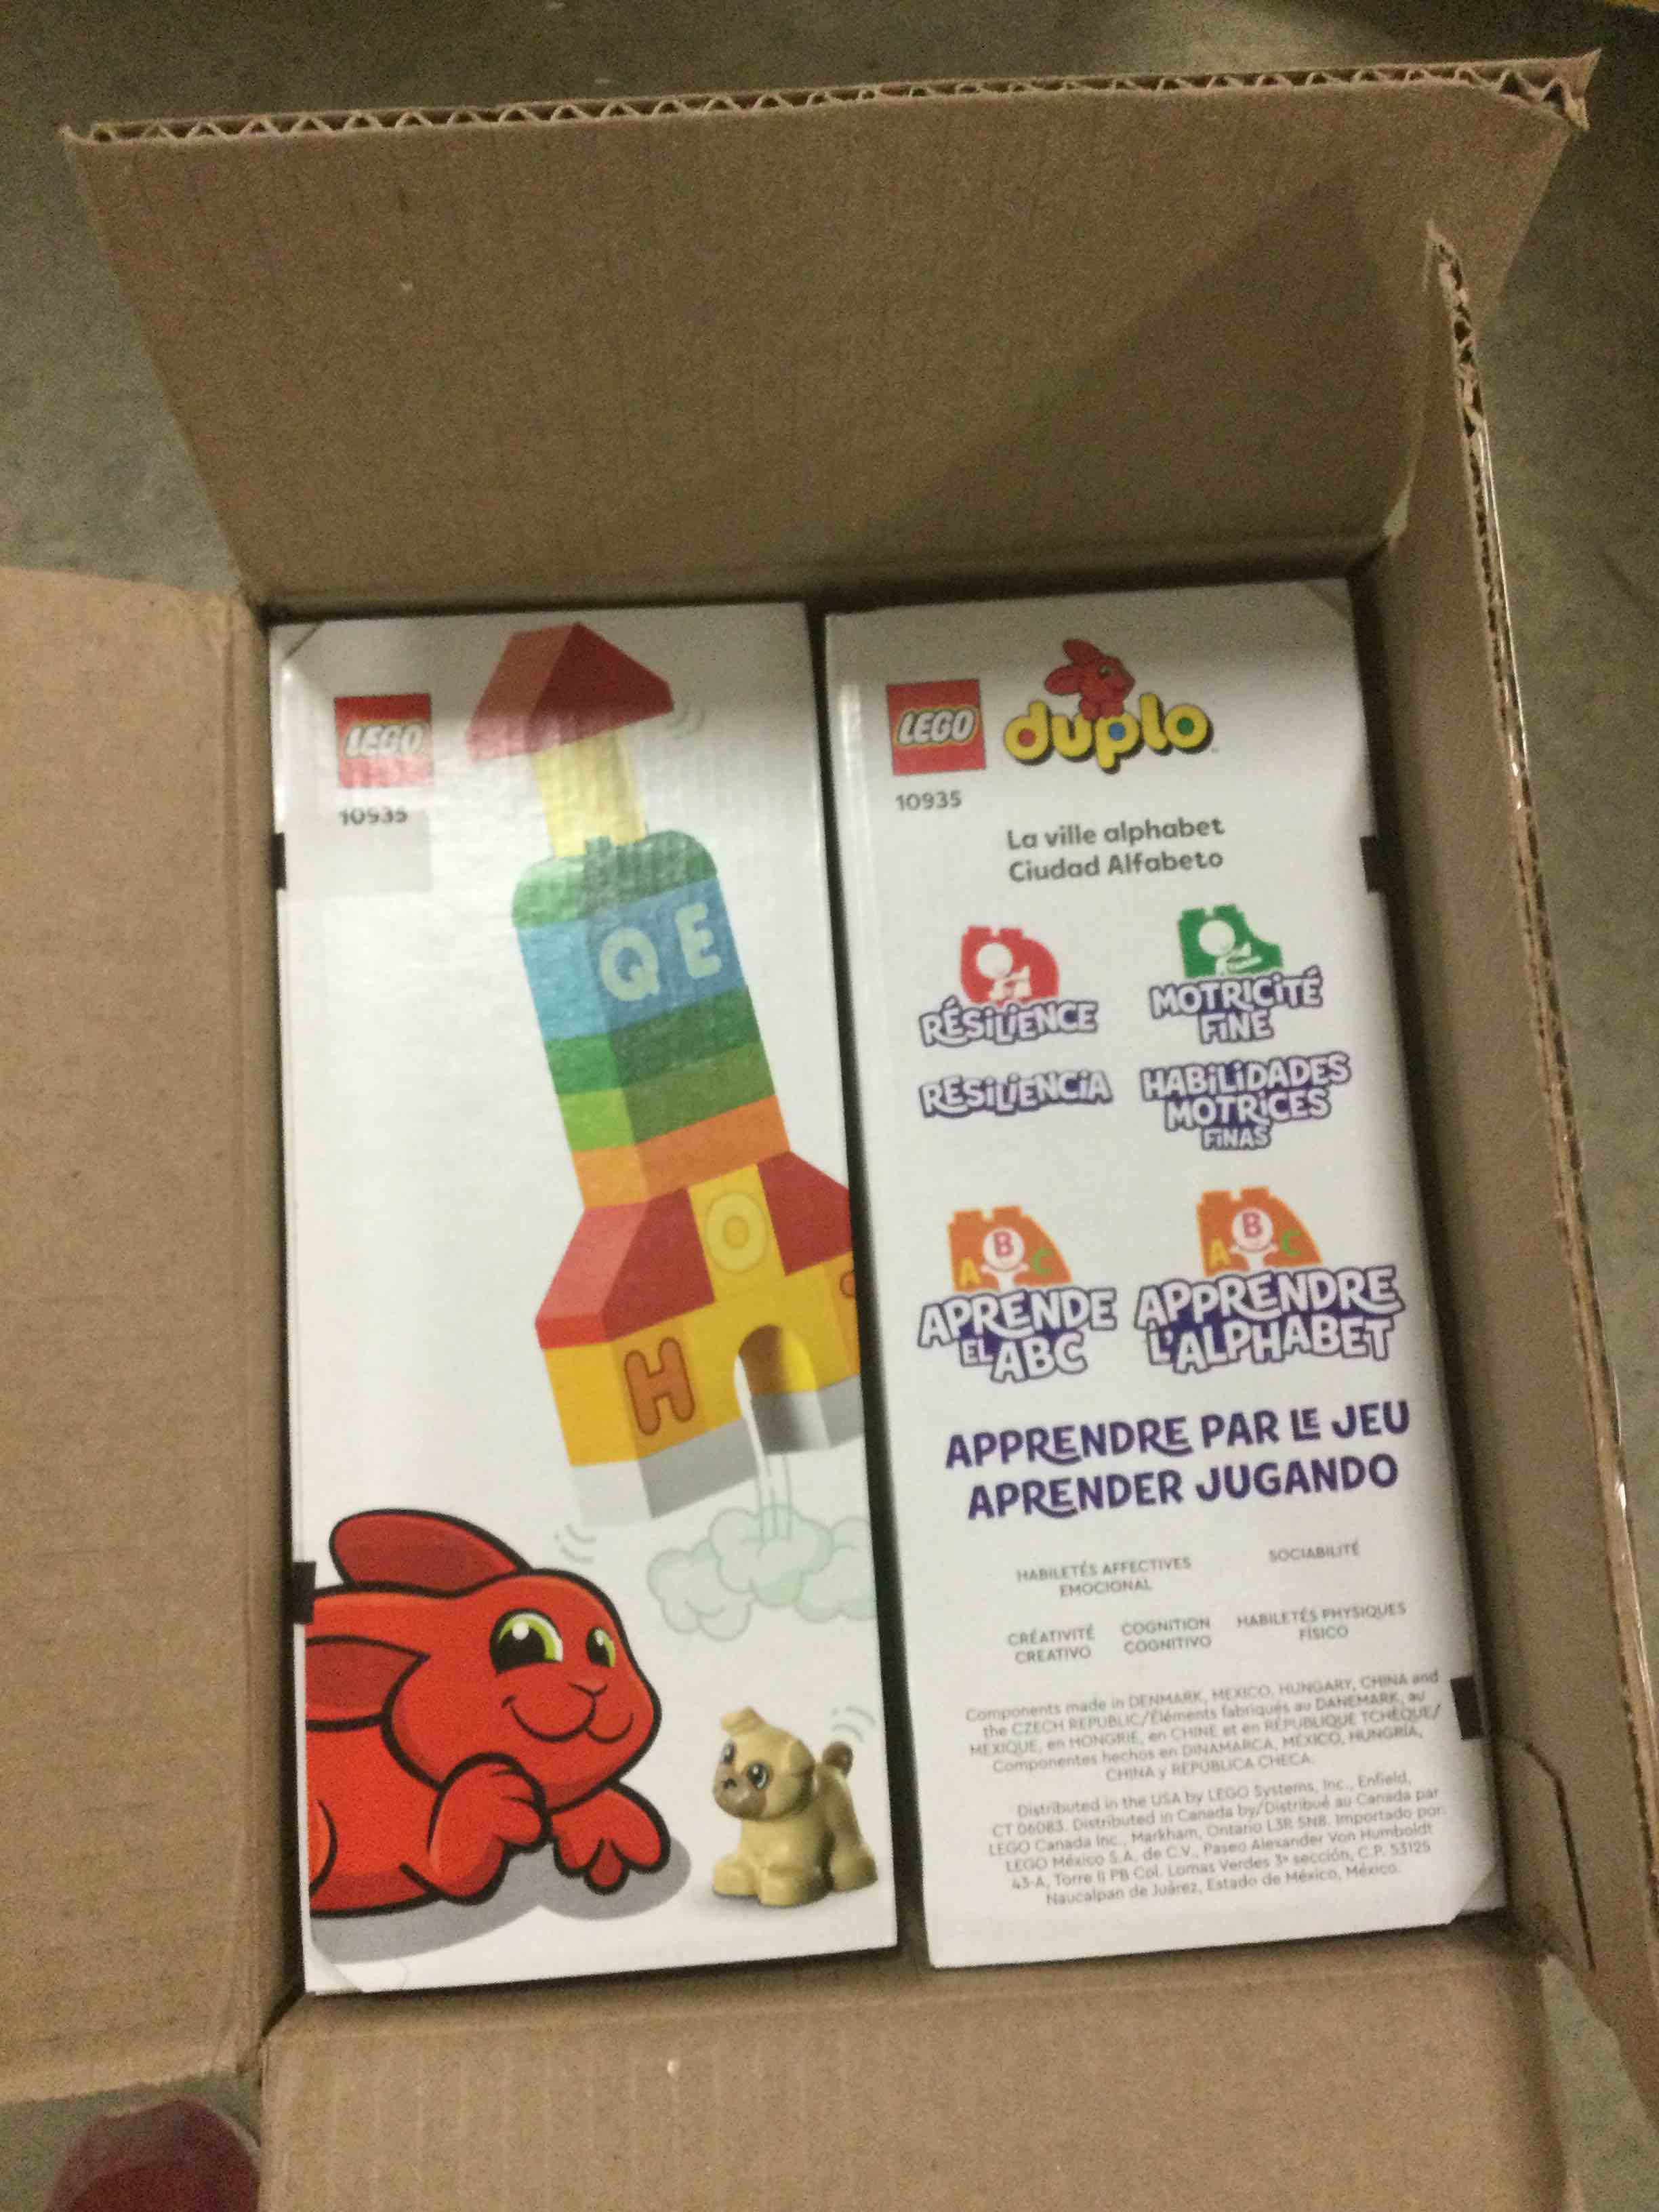 LEGO
10935
Q E
O
H
LEGO duplo
10935
La ville alphabet
Ciudad Alfabeto
RÉSiLiENCE
MOTRiCiTÉ
FiNE
RESiLiENCiA
HABiLiDADES
MOTRiCES
FiNAS
A B C
APRENDE
EL ABC
A B C
APPRENDRE
L'ALPHABET
APPRENDRE PAR LE JEU
APRENDER JUGANDO
HABILETÉS AFFECTIVES
EMOCIONAL
SOCIABILITÉ
CRÉATIVITÉ
CREATIVO
COGNITION
COGNITIVO
HABILETÉS PHYSIQUES
FÍSICO
Components made in DENMARK, MEXICO, HUNGARY, CHINA and
the CZECH REPUBLIC/Éléments fabriqués au DANEMARK, au
MEXIQUE, en HONGRIE, en CHINE et en RÉPUBLIQUE TCHÈQUE/
Componentes hechos en DINAMARCA, MÉXICO, HUNGRÍA,
CHINA y REPÚBLICA CHECA.
Distributed in the USA by LEGO Systems, Inc., Enfield,
CT 06083. Distributed in Canada by/Distribué au Canada par
LEGO Canada Inc., Markham, Ontario L3R 5N8. Importado por:
LEGO México S.A. de C.V., Paseo Alexander Von Humboldt
43-A, Torre II PB Col. Lomas Verdes 3ª sección, C.P. 53125
Naucalpan de Juárez, Estado de México, México.